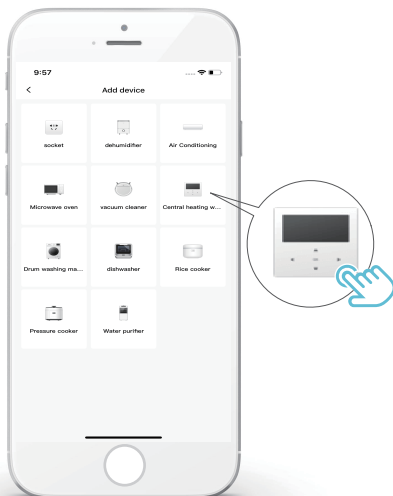 9:57
Add device
socket
dehumidifier
Air Conditioning
Microwave oven
vacuum cleaner
Central heating w...
Drum washing ma...
dishwasher
Rice cooker
Pressure cooker
Water purifier